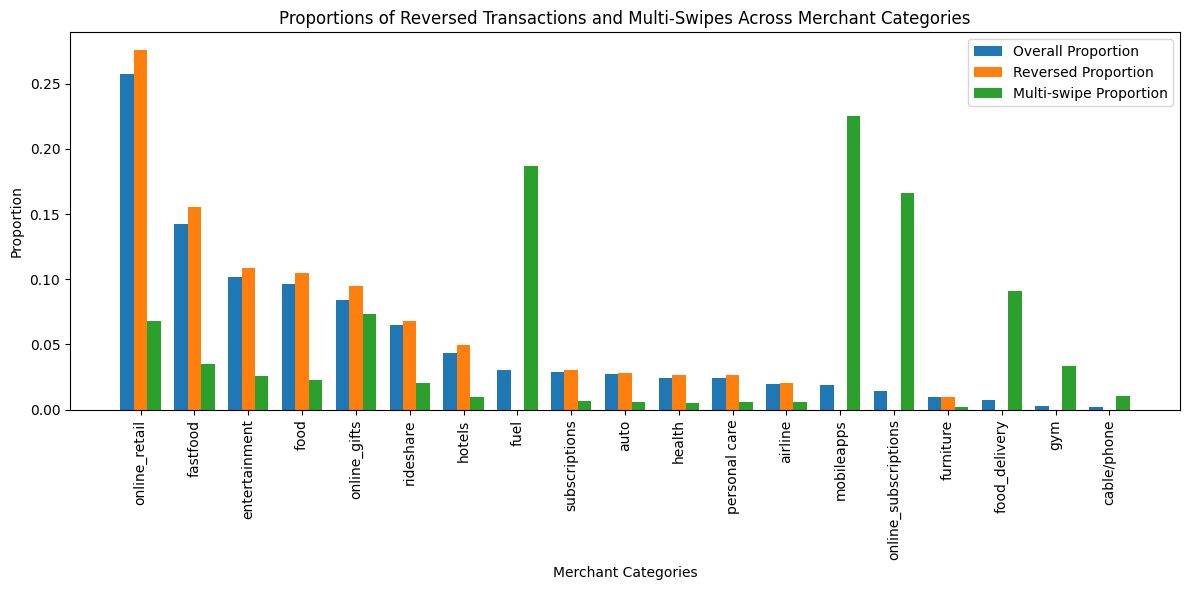 Proportions of Reversed Transactions and Multi-Swipes Across Merchant Categories
Overall Proportion
Reversed Proportion
Multi-swipe Proportion
Proportion
0.25
0.20
0.15
0.10
0.05
0.00
online_retail
fastfood
entertainment
food
online_gifts
rideshare
hotels
fuel
subscriptions
auto
health
personal care
airline
mobileapps
online_subscriptions
furniture
food_delivery
gym
cable/phone
Merchant Categories